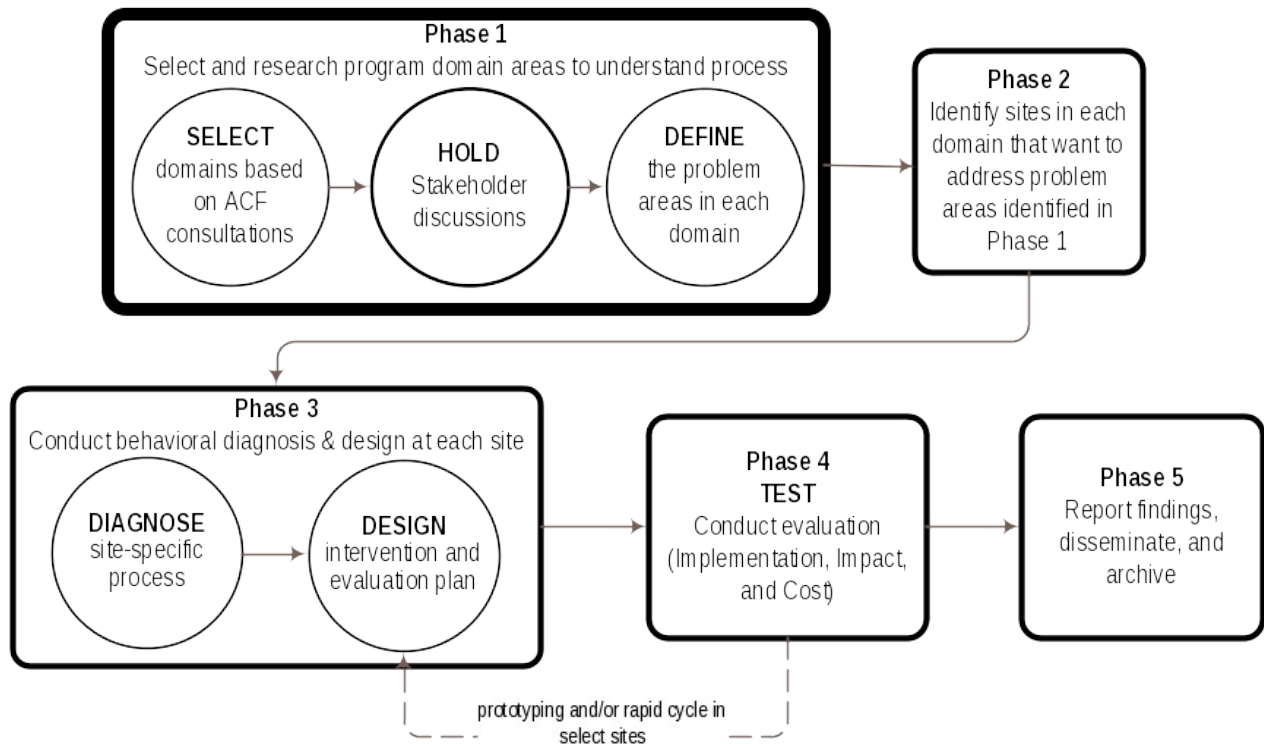 Phase 1
Select and research program domain areas to understand process
SELECT
domains based
on ACF
consultations
HOLD
Stakeholder
discussions
DEFINE
the problem
areas in each
domain
Phase 2
Identify sites in each
domain that want to
address problem
areas identified in
Phase 1
Phase 3
Conduct behavioral diagnosis & design at each site
DIAGNOSE
site-specific
process
DESIGN
intervention and
evaluation plan
Phase 4
TEST
Conduct evaluation
(Implementation, Impact,
and Cost)
Phase 5
Report findings,
disseminate, and
archive
prototyping and/or rapid cycle in
select sites